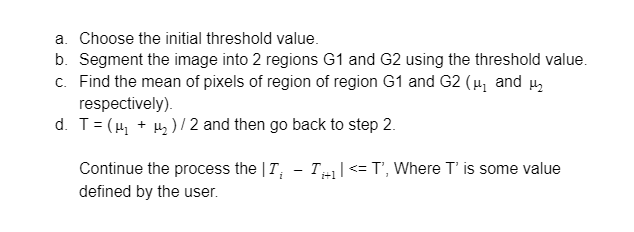 a. Choose the initial threshold value.
b. Segment the image into 2 regions G1 and G2 using the threshold value.
c. Find the mean of pixels of region of region G1 and G2 (μ₁ and μ₂
respectively).
d. T = (μ₁ + μ₂) / 2 and then go back to step 2.
Continue the process the |Tᵢ − Tᵢ₊₁| <= T’, Where T’ is some value
defined by the user.